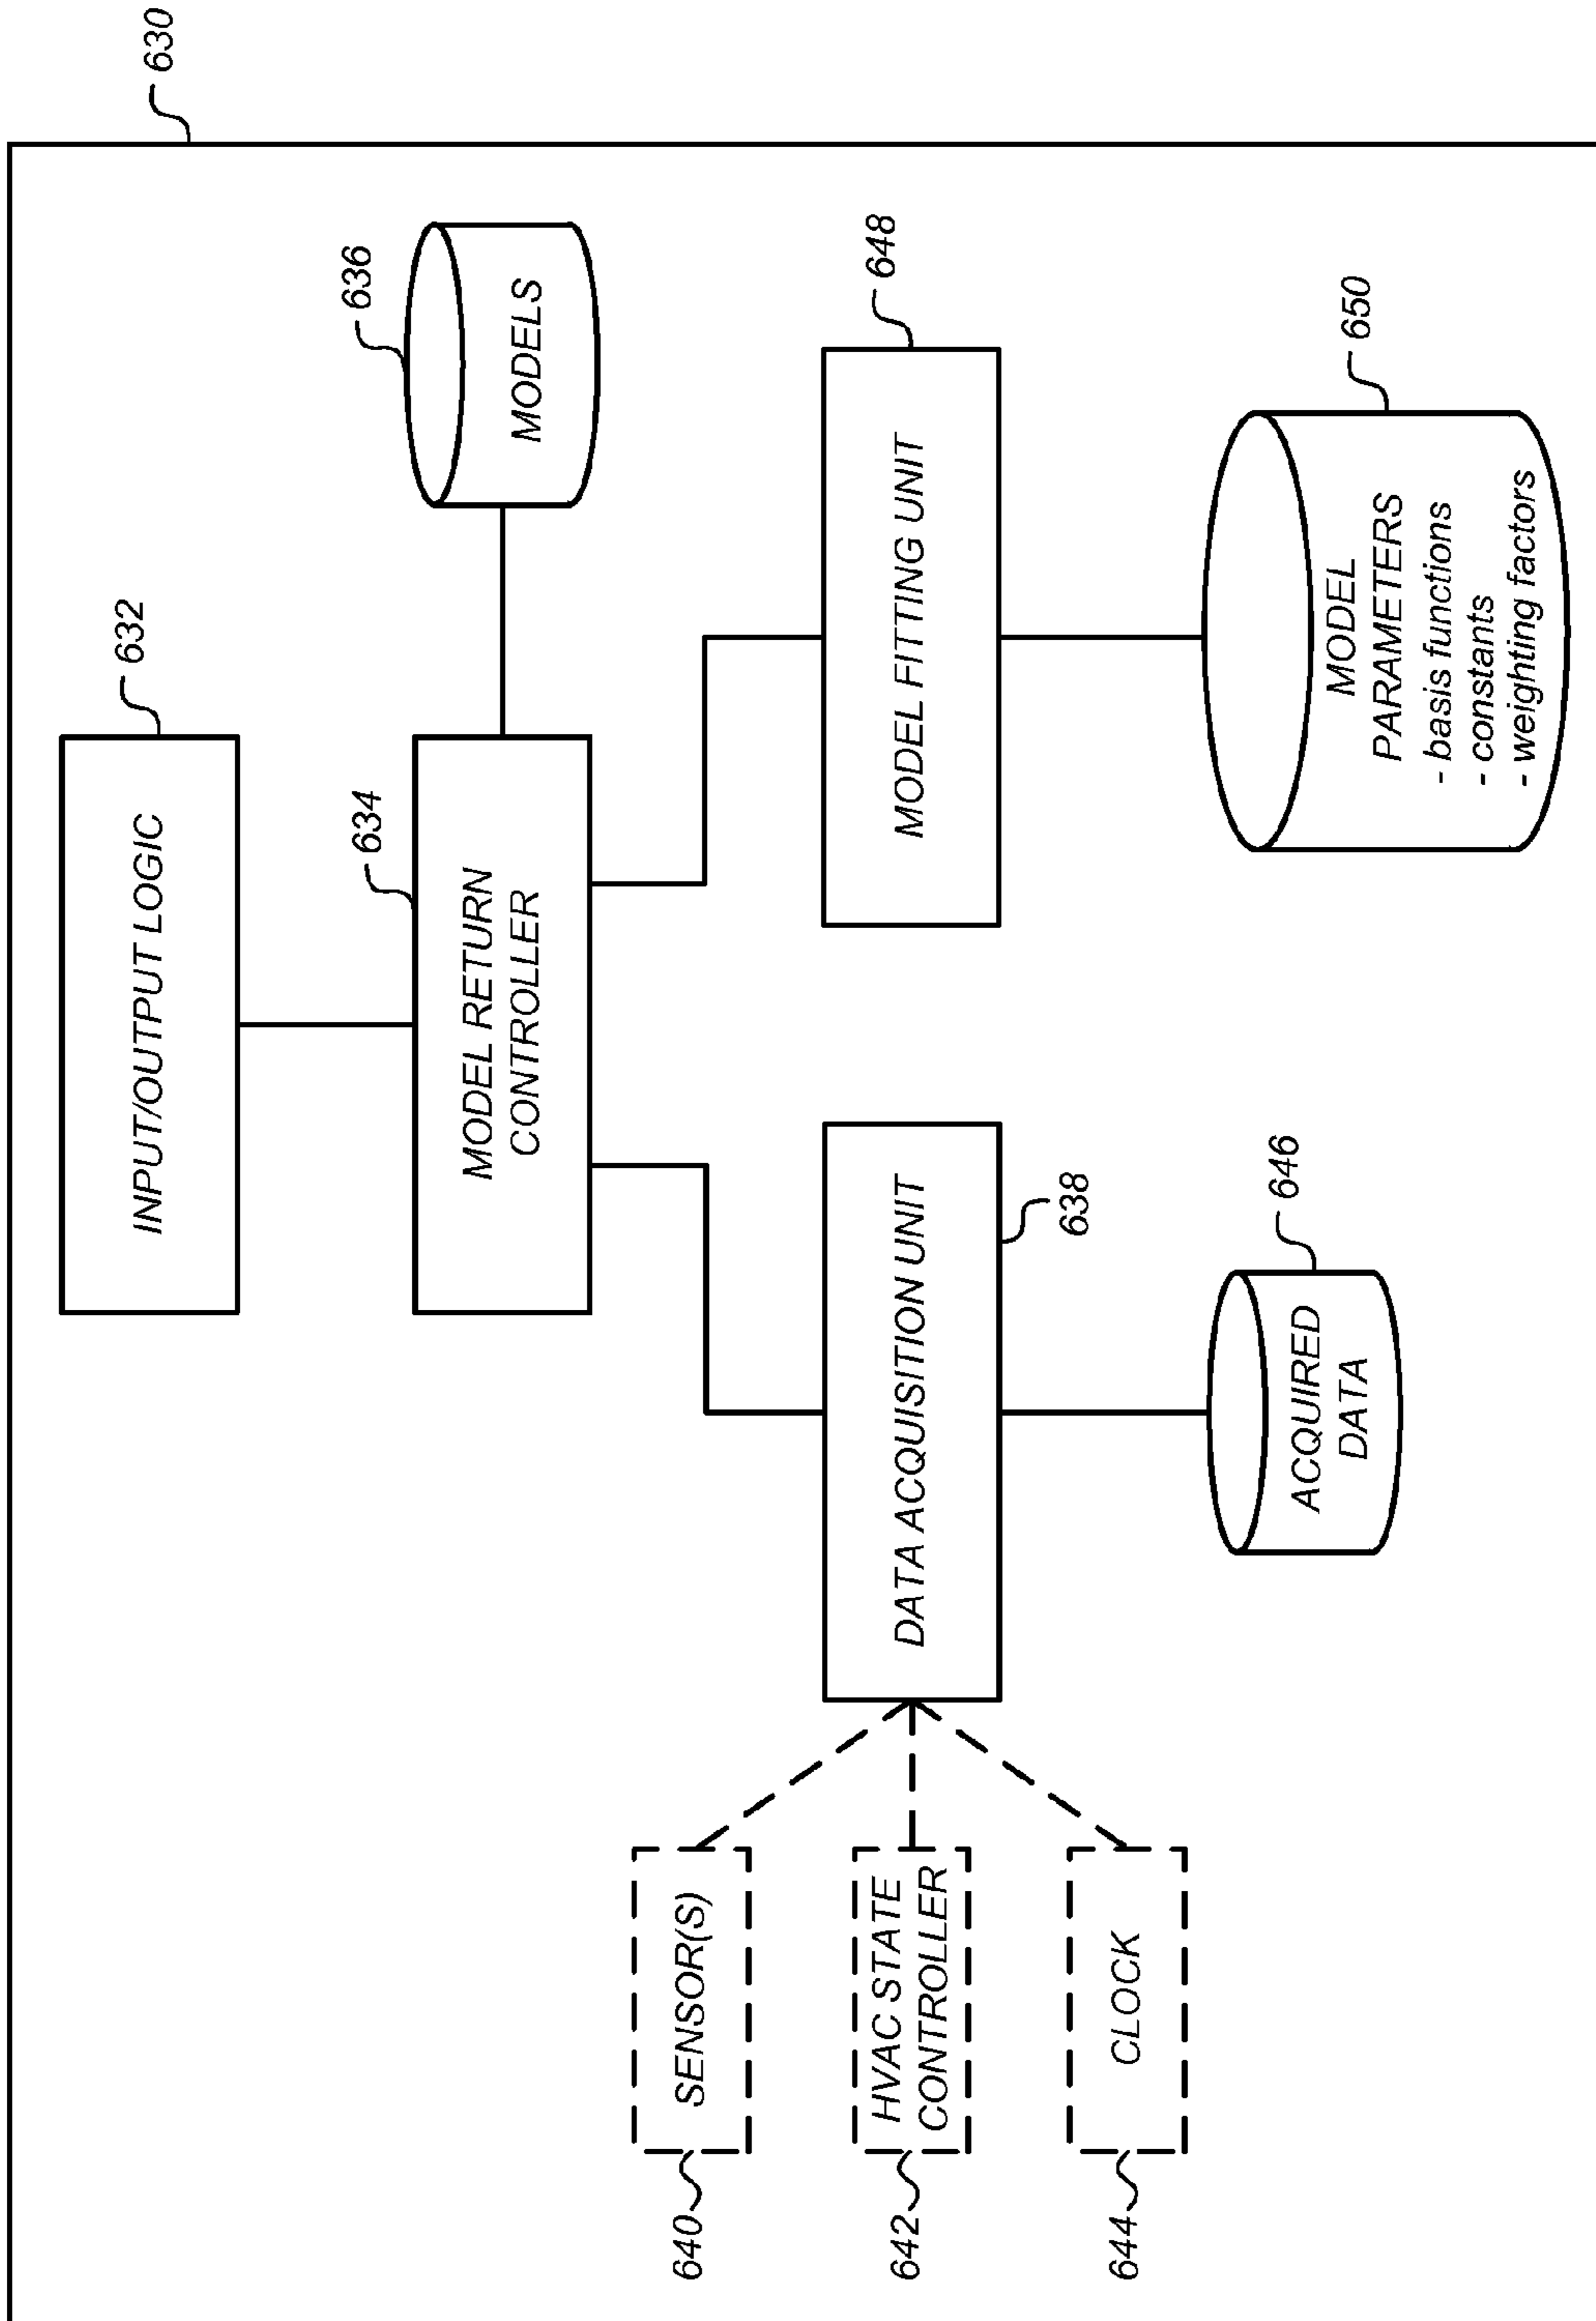 630
INPUT/OUTPUT LOGIC
632
634
MODEL RETURN
CONTROLLER
636
MODELS
SENSOR(S)
640
HVAC STATE
CONTROLLER
642
CLOCK
644
DATA ACQUISITION UNIT
638
MODEL FITTING UNIT
648
ACQUIRED
DATA
646
MODEL
PARAMETERS
- basis functions
- constants
- weighting factors
650